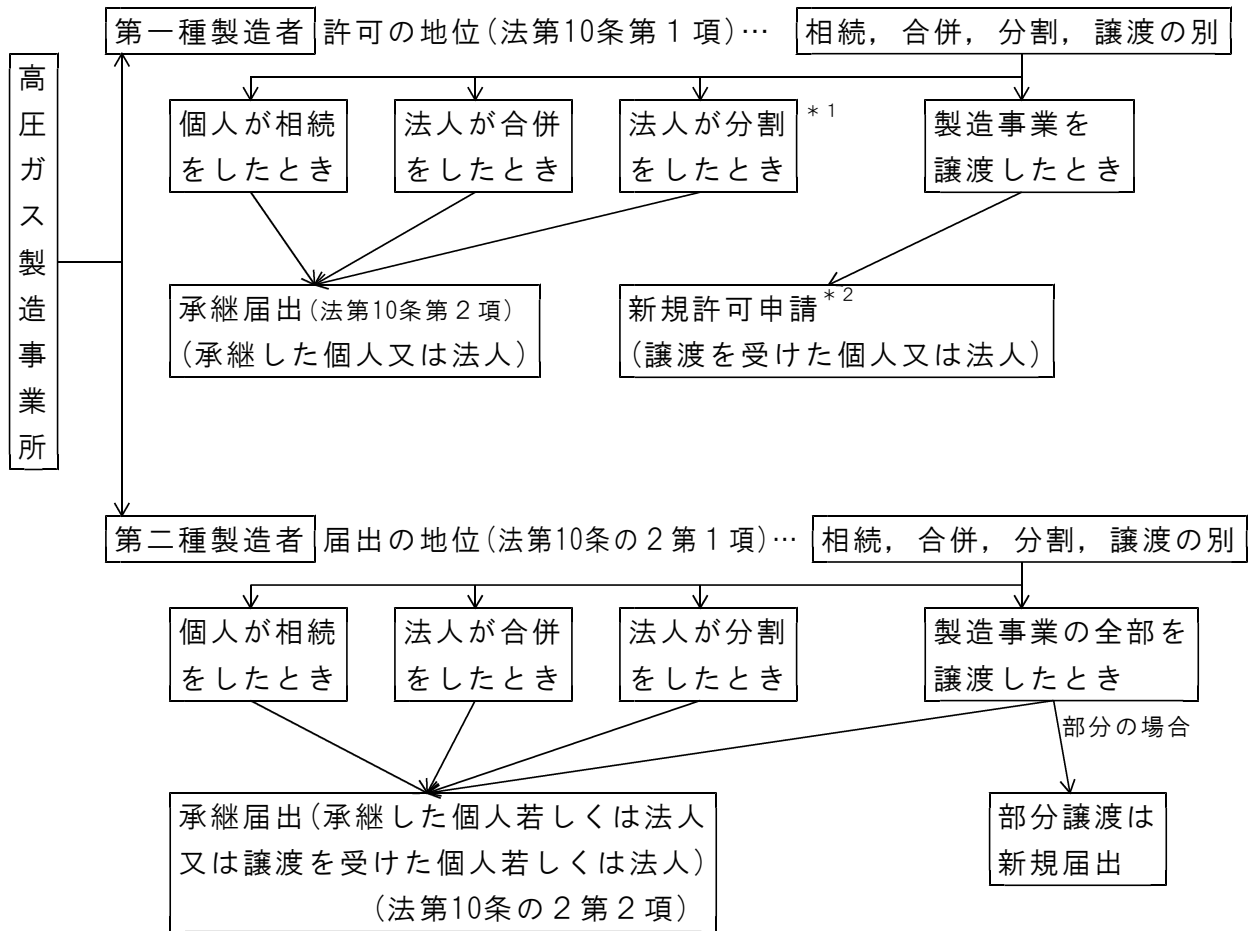 第一種製造者 許可の地位(法第10条第1項)… 相続，合併，分割，譲渡の別
高圧ガス製造事業所
個人が相続
をしたとき
法人が合併
をしたとき
法人が分割
をしたとき
＊1
製造事業を
譲渡したとき
承継届出(法第10条第2項)
(承継した個人又は法人)
新規許可申請＊2
(譲渡を受けた個人又は法人)
第二種製造者 届出の地位(法第10条の2第1項)… 相続，合併，分割，譲渡の別
個人が相続
をしたとき
法人が合併
をしたとき
法人が分割
をしたとき
製造事業の全部を
譲渡したとき
部分の場合
承継届出(承継した個人若しくは法人
又は譲渡を受けた個人若しくは法人)
(法第10条の2第2項)
部分譲渡は
新規届出